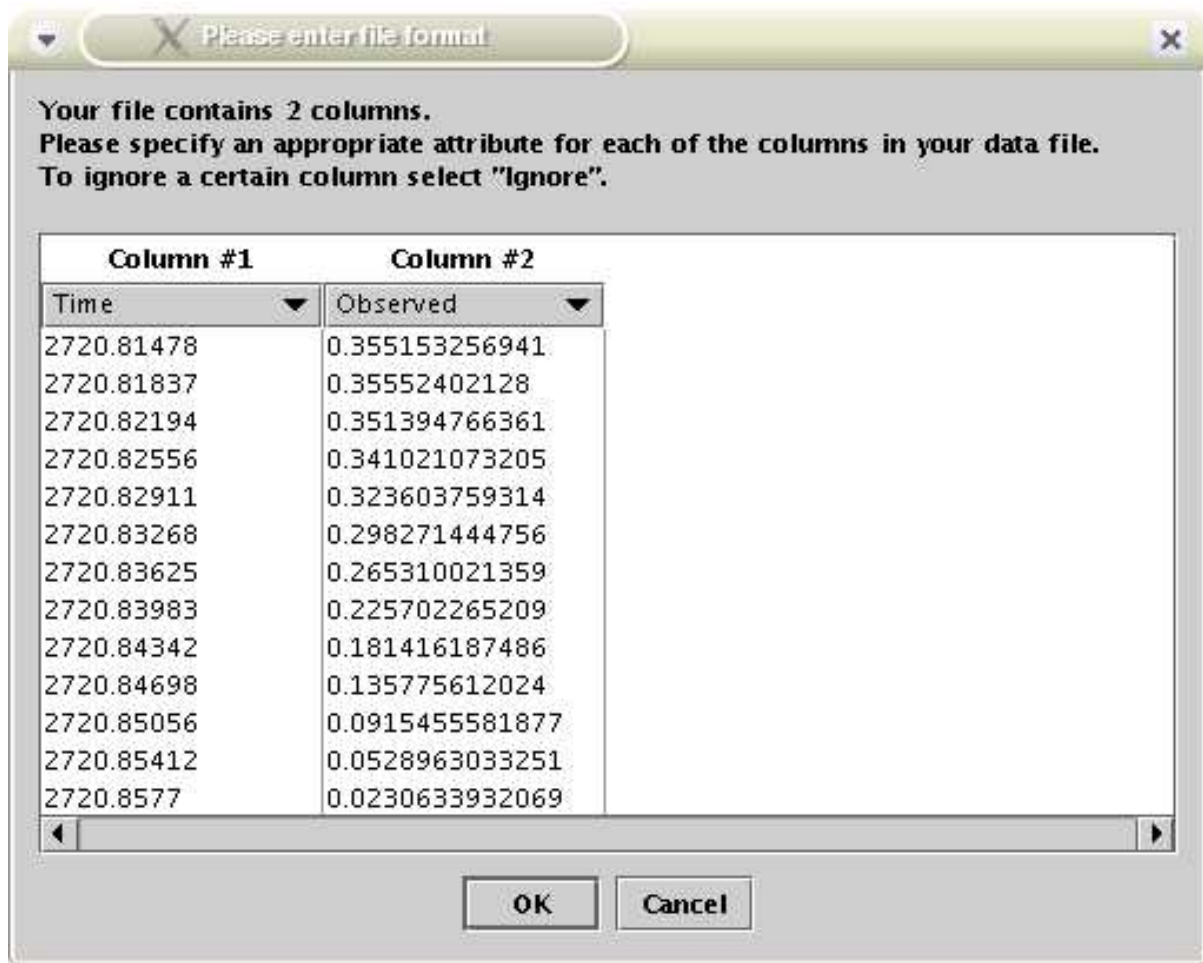 Please enter file format
Your file contains 2 columns.
Please specify an appropriate attribute for each of the columns in your data file.
To ignore a certain column select "Ignore".
Column #1 Column #2
Time Observed
2720.81478 0.355153256941
2720.81837 0.35552402128
2720.82194 0.351394766361
2720.82556 0.341021073205
2720.82911 0.323603759314
2720.83268 0.298271444756
2720.83625 0.265310021359
2720.83983 0.225702265209
2720.84342 0.181416187486
2720.84698 0.135775612024
2720.85056 0.0915455581877
2720.85412 0.0528963033251
2720.8577 0.0230633932069
OK Cancel